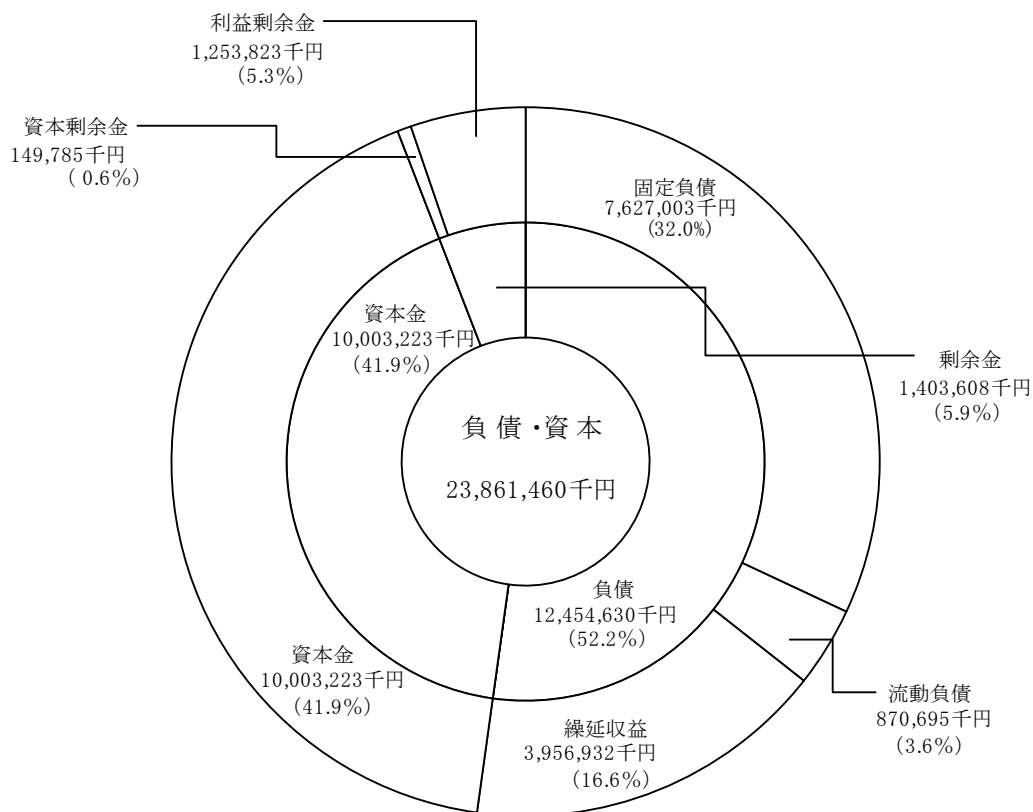 利益剰余金
1,253,823千円
(5.3%)
資本剰余金
149,785千円
( 0.6%)
固定負債
7,627,003千円
(32.0%)
資本金
10,003,223千円
(41.9%)
剰余金
1,403,608千円
(5.9%)
負債・資本
23,861,460千円
負債
12,454,630千円
(52.2%)
資本金
10,003,223千円
(41.9%)
流動負債
870,695千円
(3.6%)
繰延収益
3,956,932千円
(16.6%)